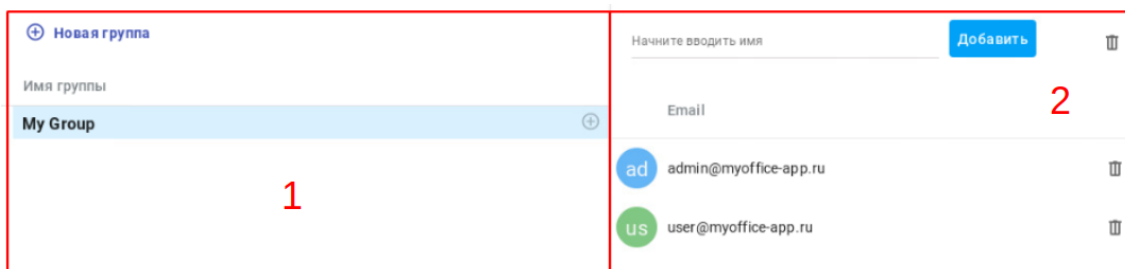 Новая группа
Имя группы
My Group
1
Начните вводить имя
Добавить
2
Email
ad admin@myoffice-app.ru
us user@myoffice-app.ru